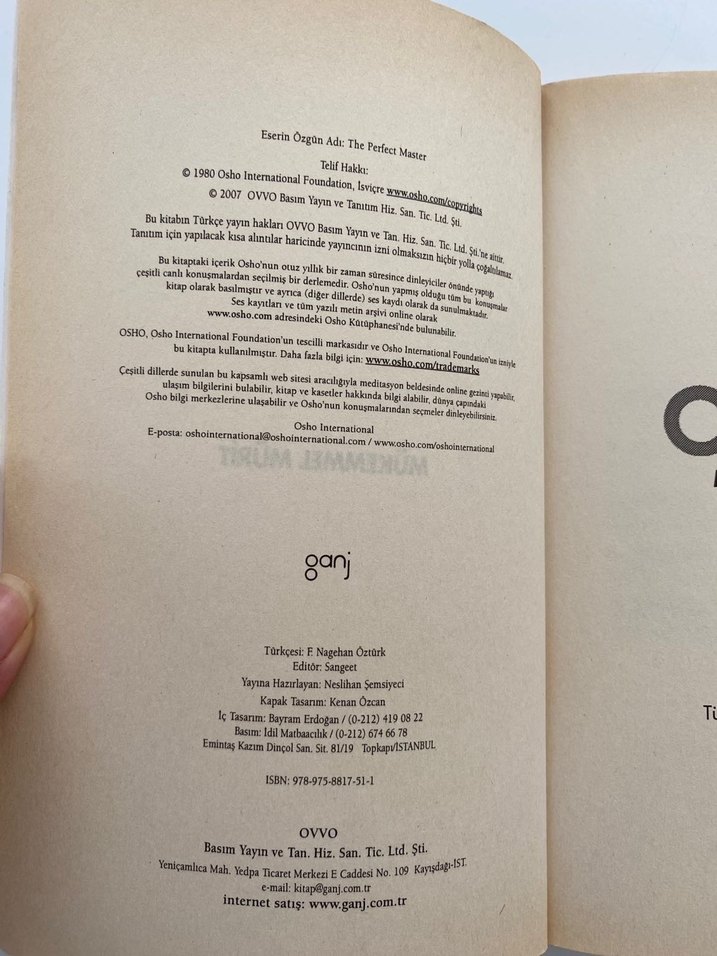 Eserin Özgün Adı: The Perfect Master
Telif Hakkı:
© 1980 Osho International Foundation, İsviçre www.osho.com/copyrights
© 2007 OVVO Basım Yayın ve Tanıtım Hiz. San. Tic. Ltd. Şti.
Bu kitabın Türkçe yayın hakları OVVO Basım Yayın ve Tan. Hiz. San. Tic. Ltd. Şti.'ne aittir.
Tanıtım için yapılacak kısa alıntılar haricinde yayıncının izni olmaksızın hiçbir yolla çoğaltılamaz.
Bu kitaptaki içerik Osho'nun otuz yıllık bir zaman süresince dinleyiciler önünde yaptığı
çeşitli canlı konuşmalardan seçilmiş bir derlemedir. Osho'nun yapmış olduğu tüm bu konuşmalar
kitap olarak basılmıştır ve ayrıca (diğer dillerde) ses kaydı olarak da sunulmaktadır.
Ses kayıtları ve tüm yazılı metin arşivi online olarak
www.osho.com adresindeki Osho Kütüphanesi'nde bulunabilir.
OSHO, Osho International Foundation'un tescilli markasıdır ve Osho International Foundation'un izniyle
bu kitapta kullanılmıştır. Daha fazla bilgi için: www.osho.com/trademarks
Çeşitli dillerde sunulan bu kapsamlı web sitesi aracılığıyla meditasyon beldesinde online gezinti yapabilir,
ulaşım bilgilerini bulabilir, kitap ve kasetler hakkında bilgi alabilir, dünya çapındaki
Osho bilgi merkezlerine ulaşabilir ve Osho'nun konuşmalarından seçmeler dinleyebilirsiniz.
Osho International
E-posta: oshointernational@oshointernational.com / www.osho.com/oshointernational
MÜKEMMEL MÜRİT
ganj
Türkçesi: F. Nagehan Öztürk
Editör: Sangeet
Yayına Hazırlayan: Neslihan Şemsiyeci
Kapak Tasarım: Kenan Özcan
İç Tasarım: Bayram Erdoğan / (0-212) 419 08 22
Basım: İdil Matbaacılık / (0-212) 674 66 78
Emintaş Kazım Dinçol San. Sit. 81/19 Topkapı/İSTANBUL
ISBN: 978-975-8817-51-1
OVVO
Basım Yayın ve Tan. Hiz. San. Tic. Ltd. Şti.
Yeniçamlıca Mah. Yedpa Ticaret Merkezi E Caddesi No. 109 Kayışdağı-İST.
e-mail: kitap@ganj.com.tr
internet satış: www.ganj.com.tr